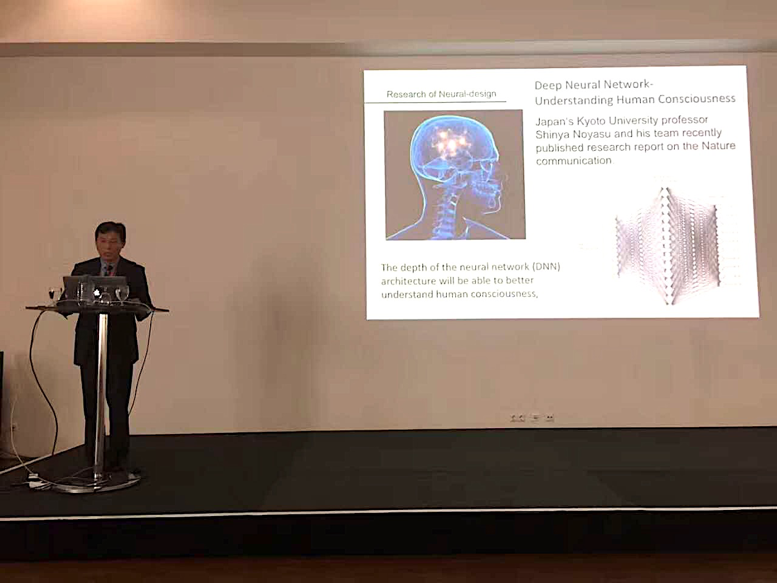 Research of Neural-design
Deep Neural Network-
Understanding Human Consciousness
Japan's Kyoto University professor
Shinya Noyasu and his team recently
published research report on the Nature
communication
The depth of the neural network (DNN)
architecture will be able to better
understand human consciousness,